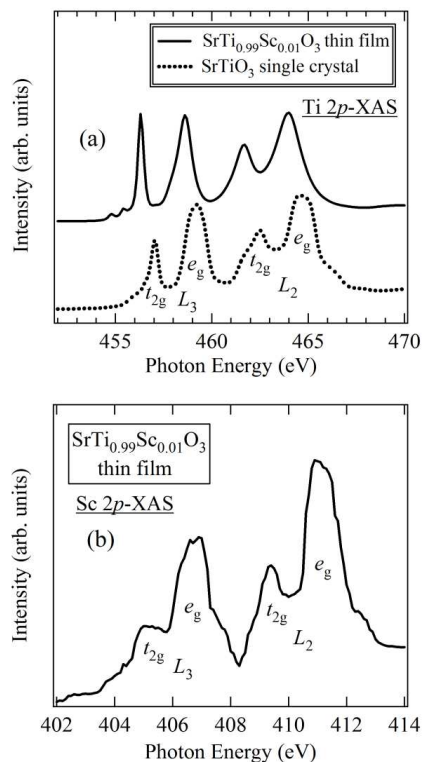 SrTi0.99Sc0.01O3 thin film
SrTiO3 single crystal
Ti 2p-XAS
(a)
Intensity (arb. units)
t2g
eg
L3
t2g
eg
L2
455 460 465 470
Photon Energy (eV)
SrTi0.99Sc0.01O3
thin film
Sc 2p-XAS
(b)
Intensity (arb. units)
t2g
eg
L3
t2g
eg
L2
402 404 406 408 410 412 414
Photon Energy (eV)